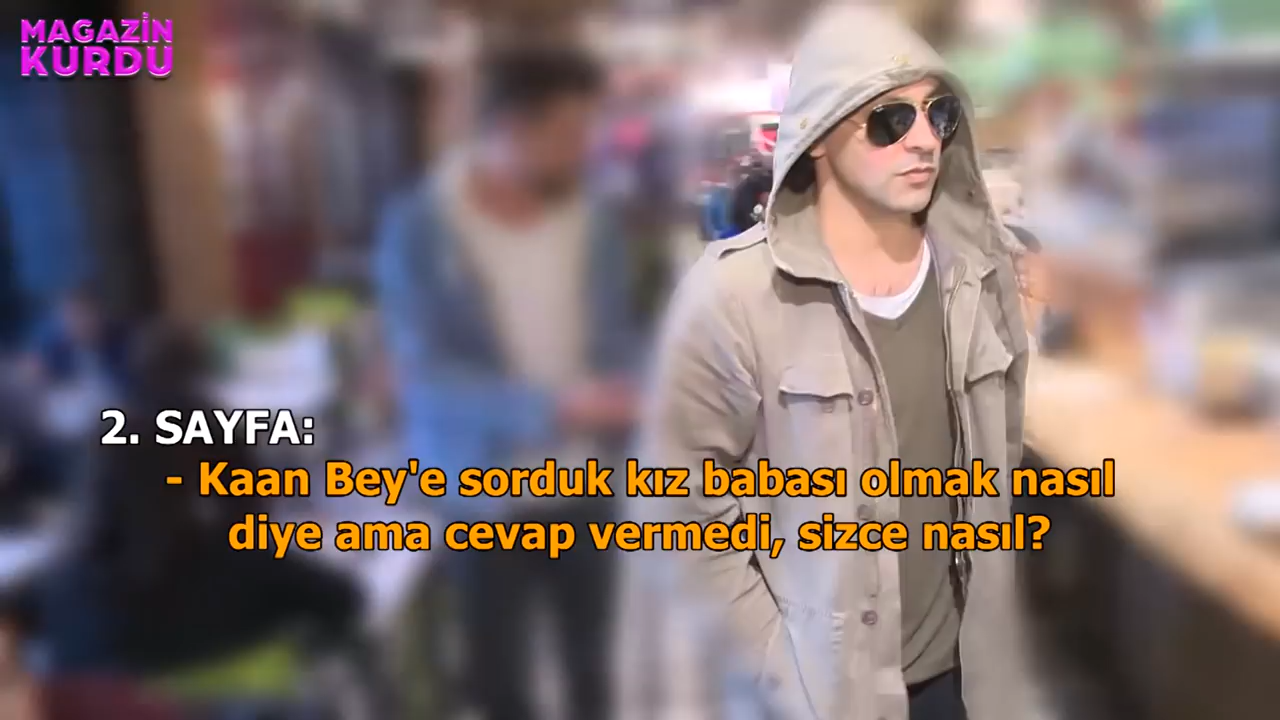 MAGAZİN
KURDU
2. SAYFA:
- Kaan Bey'e sorduk kız babası olmak nasıl
diye ama cevap vermedi, sizce nasıl?